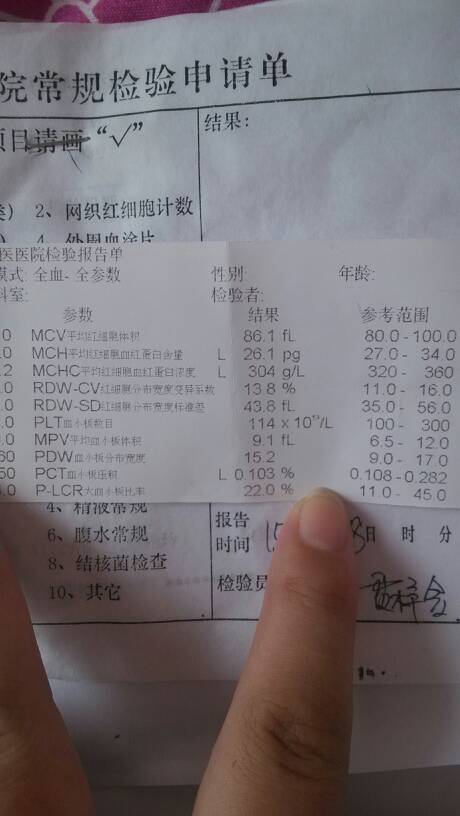 院常规检验申请单
项目请画“√”
结果:
类) 2、网织红细胞计数
4、外周血涂片
医医院检验报告单
模式: 全血- 全参数 性别: 年龄:
科室: 检验者:
参数 结果 参考范围
.0 MCV平均红细胞体积 86.1 fL 80.0 - 100.0
.0 MCH平均红细胞血红蛋白含量 L 26.1 pg 27.0 - 34.0
.2 MCHC平均红细胞血红蛋白浓度 L 304 g/L 320 - 360
.0 RDW-CV红细胞分布宽度变异系数 13.8 % 11.0 - 16.0
.0 RDW-SD红细胞分布宽度标准差 43.8 fL 35.0 - 56.0
.0 PLT血小板数目 114 x 10^9/L 100 - 300
.0 MPV平均血小板体积 9.1 fL 6.5 - 12.0
60 PDW血小板分布宽度 15.2 9.0 - 17.0
50 PCT血小板压积 L 0.103 % 0.108-0.282
.0 P-LCR大血小板比率 22.0 % 11.0 - 45.0
4、精液常规
6、腹水常规
8、结核菌检查
10、其它
报告
时间 日 时 分
检验员